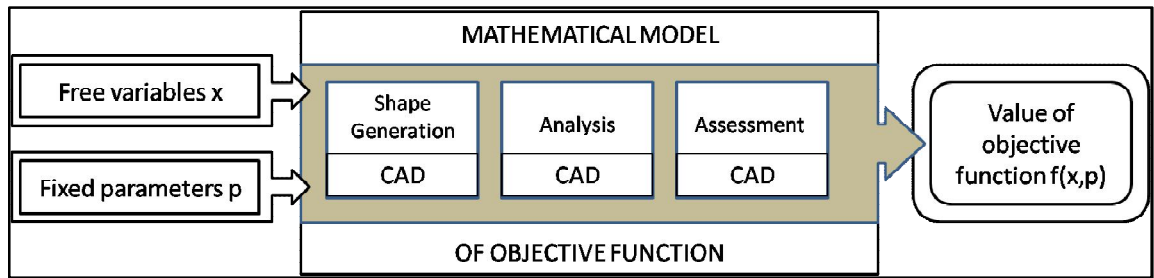 MATHEMATICAL MODEL
Free variables x
Fixed parameters p
Shape
Generation
CAD
Analysis
CAD
Assessment
CAD
Value of
objective
function f(x,p)
OF OBJECTIVE FUNCTION